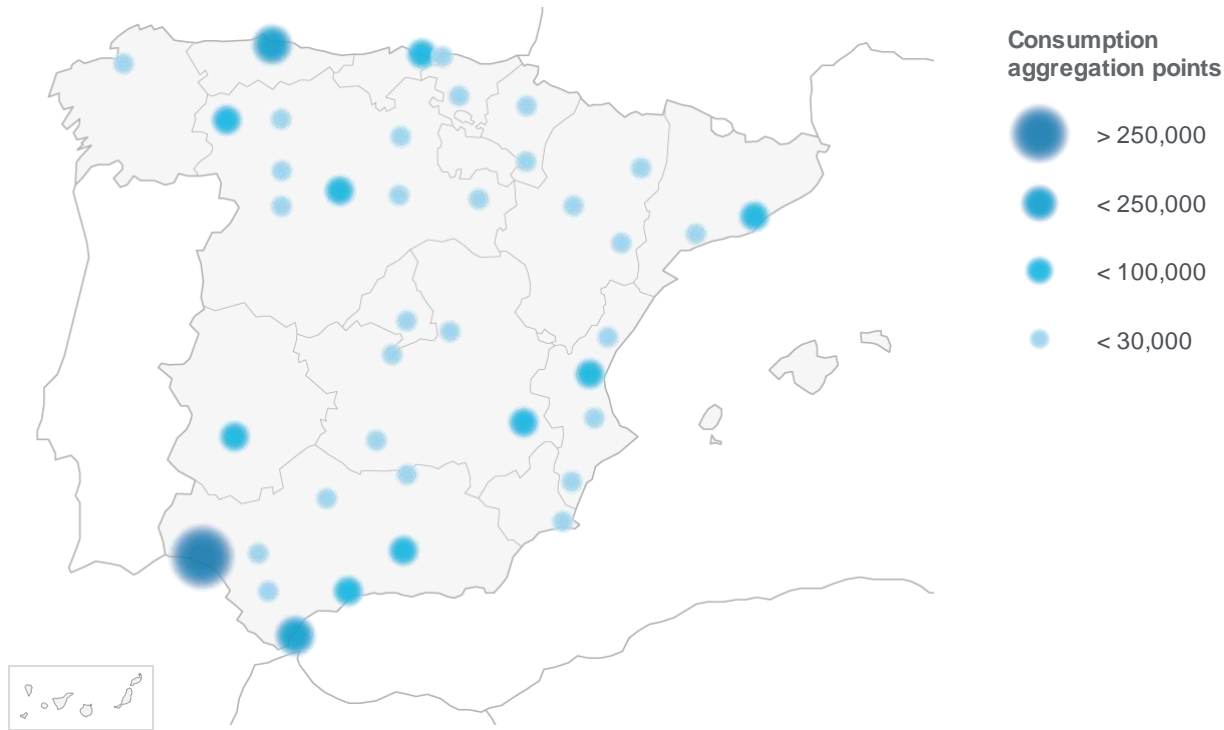 Consumption
aggregation points
> 250,000
< 250,000
< 100,000
< 30,000